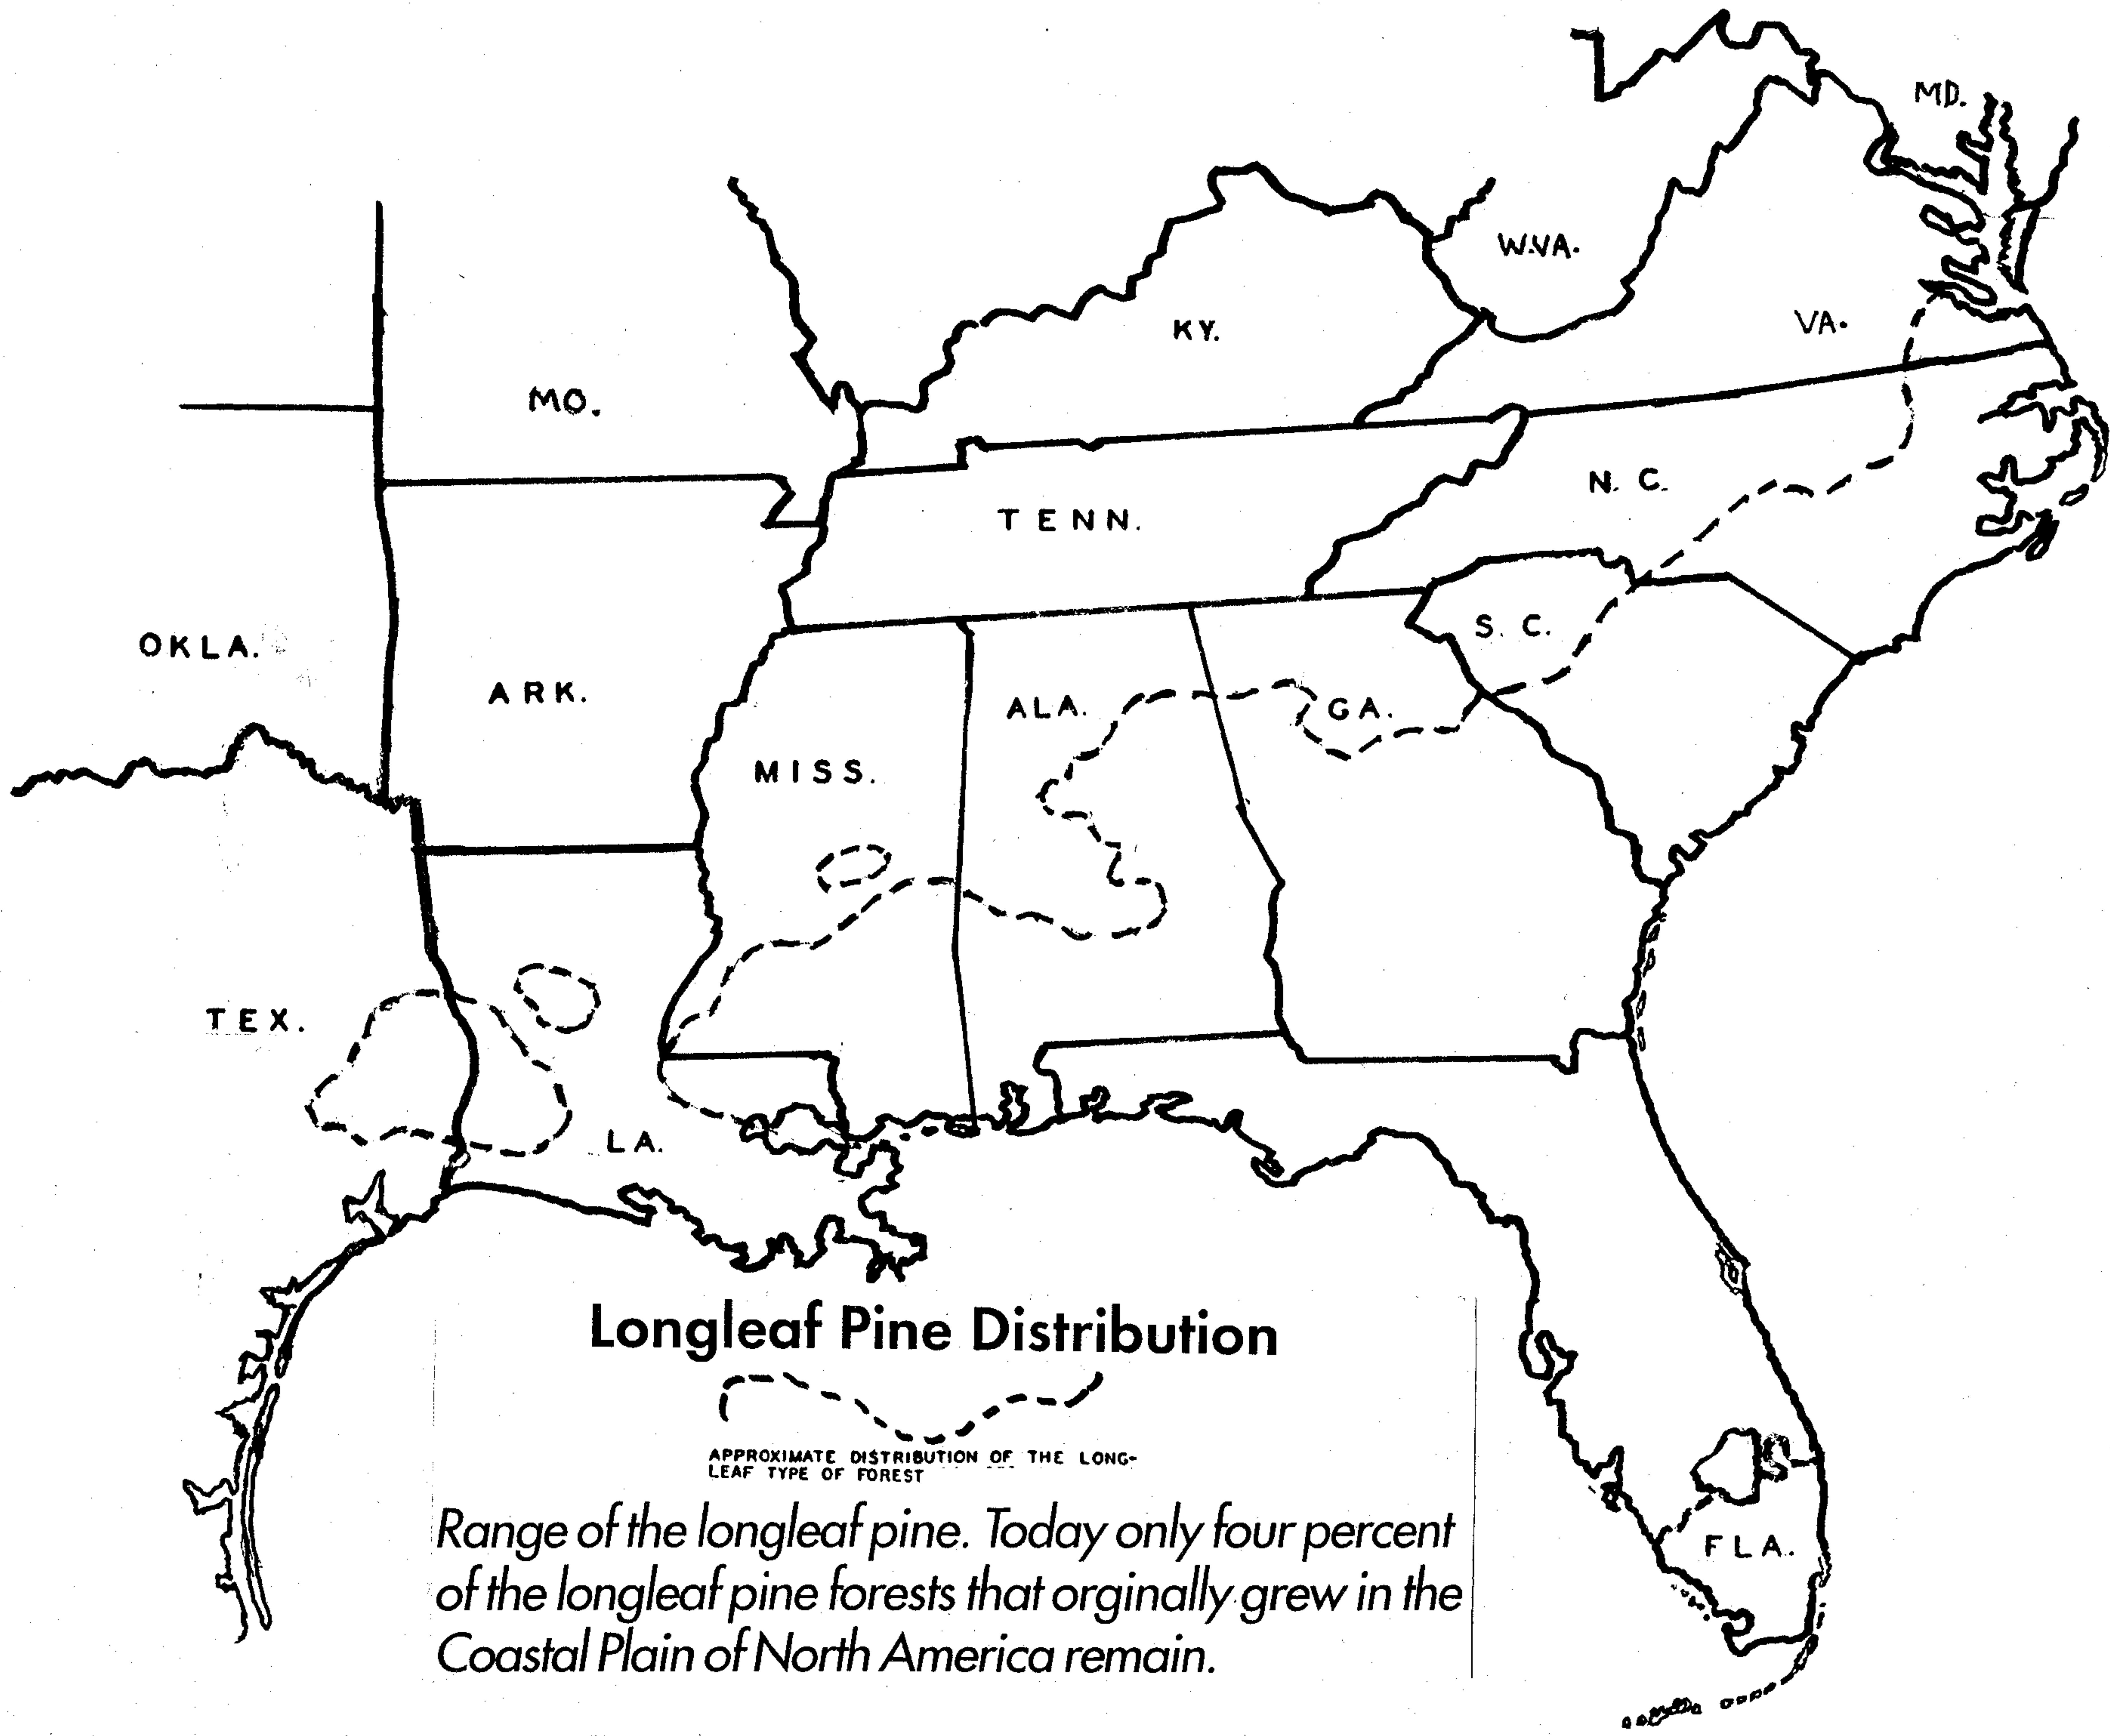 MD.
W.VA.
KY.
VA.
MO.
N. C.
TENN.
S. C.
OKLA.
ARK.
ALA.
GA.
MISS.
TEX.
LA.
Longleaf Pine Distribution
APPROXIMATE DISTRIBUTION OF THE LONG-
LEAF TYPE OF FOREST
FLA.
Range of the longleaf pine. Today only four percent
of the longleaf pine forests that orginally grew in the
Coastal Plain of North America remain.